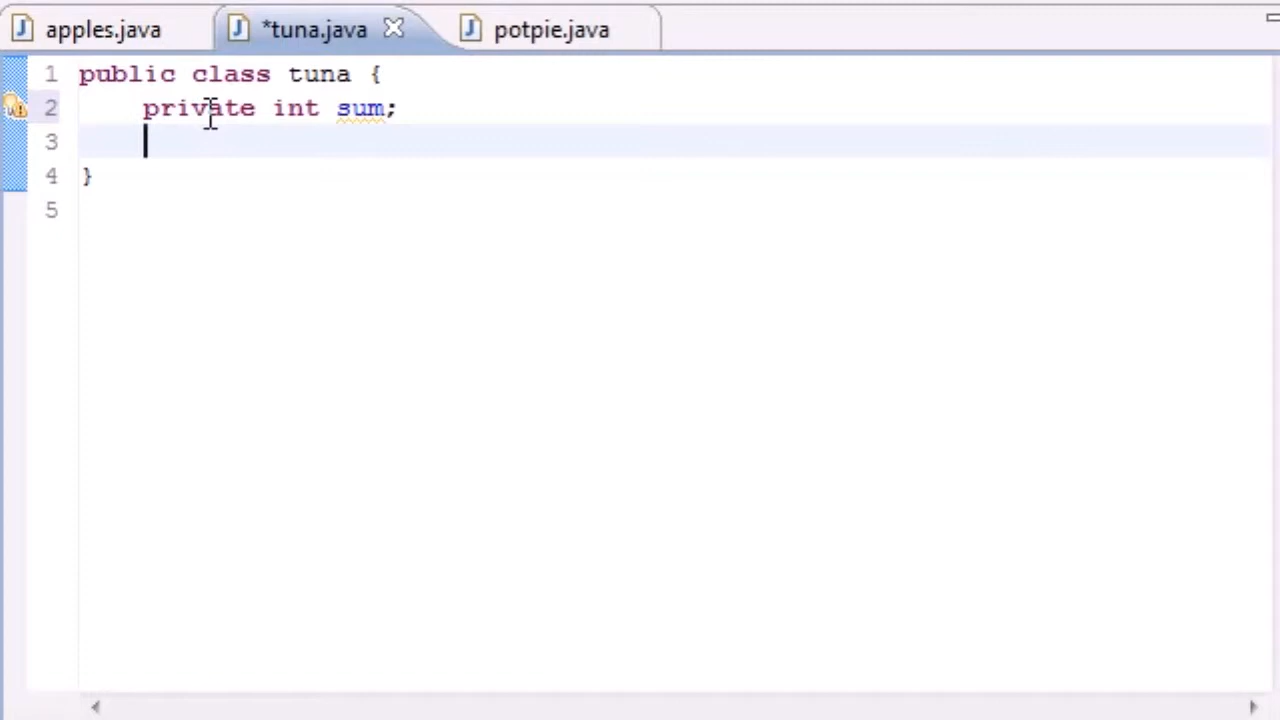 apples.java *tuna.java potpie.java
1 public class tuna {
2 private int sum;
3
4 }
5